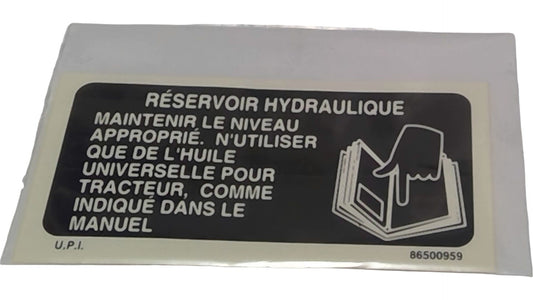 RÉSERVOIR HYDRAULIQUE
MAINTENIR LE NIVEAU
APPROPRIÉ. N'UTILISER
QUE DE L'HUILE
UNIVERSELLE POUR
TRACTEUR, COMME
INDIQUÉ DANS LE
MANUEL
U.P.I.
86500959